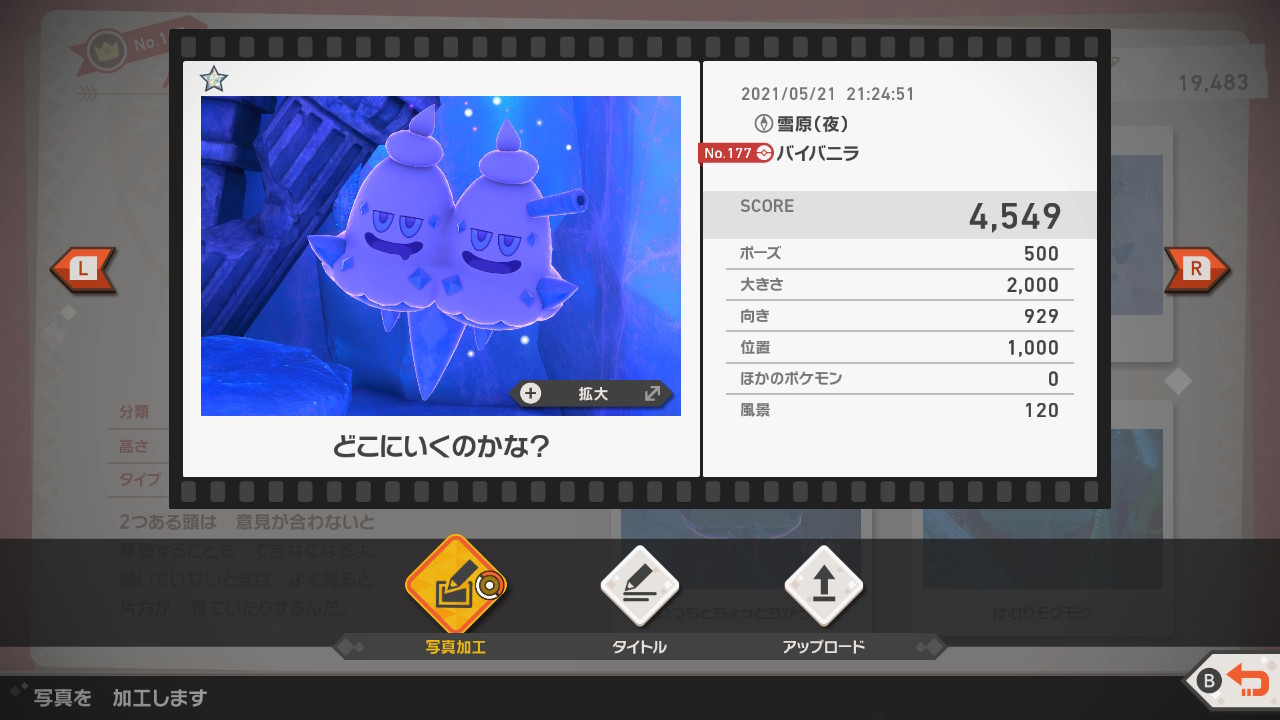 No.1
19,483
2021/05/21 21:24:51
雪原(夜)
No.177 バイバニラ
SCORE 4,549
ポーズ 500
大きさ 2,000
向き 929
位置 1,000
ほかのポケモン 0
風景 120
拡大
どこにいくのかな?
L
R
分類
高さ
タイプ
2つある頭は 意見が合わないと
移動することも できなくなるよ。
動いていないときは よく見ると
片方が 寝ていたりするんだ。
はむりモグモグ
写真加工
タイトル
アップロード
写真を 加工します
B